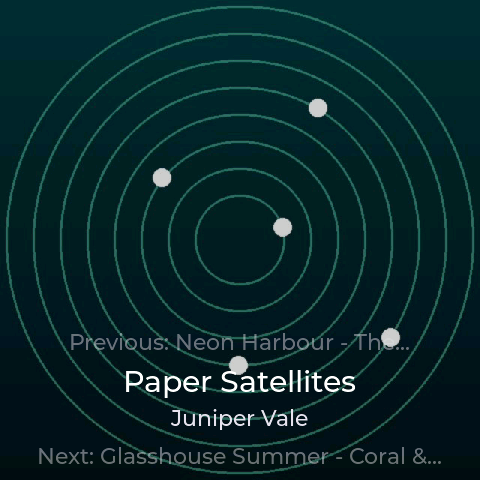 Previous: Neon Harbour - The...
Paper Satellites
Juniper Vale
Next: Glasshouse Summer - Coral &...